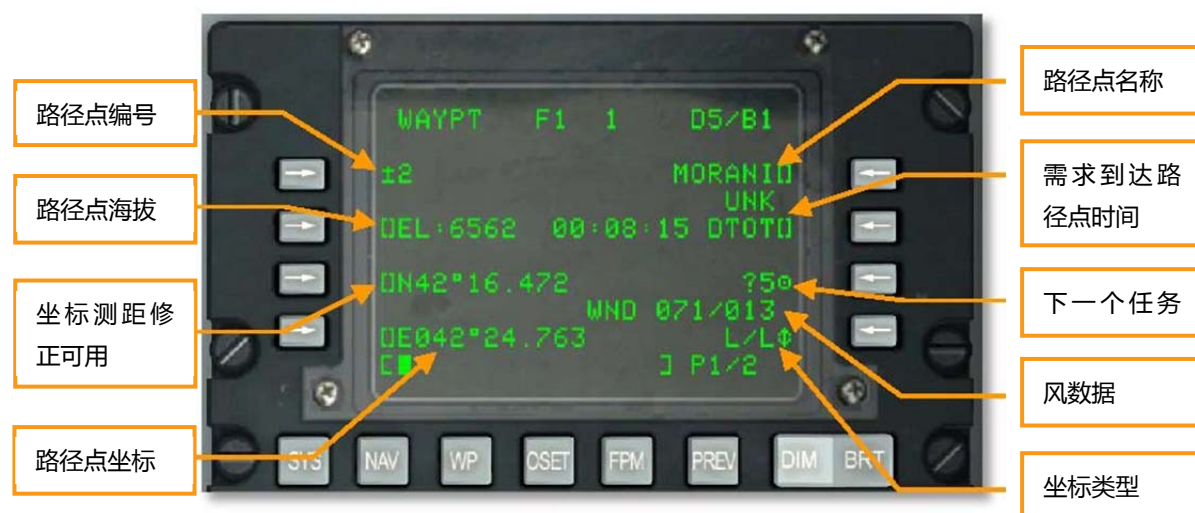 路径点编号
路径点海拔
坐标测距修
正可用
路径点坐标
WAYPT F1 1 D5/B1
±2 MORANI[]
UNK
[]EL:6562 00:08:15 DTOT[]
[]N42°16.472 ?5⊙
WND 071/013
[]E042°24.763 L/L⇕
[█ ] P1/2
SYS NAV WP OSET FPM PREV DIM BRT
路径点名称
需求到达路
径点时间
下一个任务
风数据
坐标类型